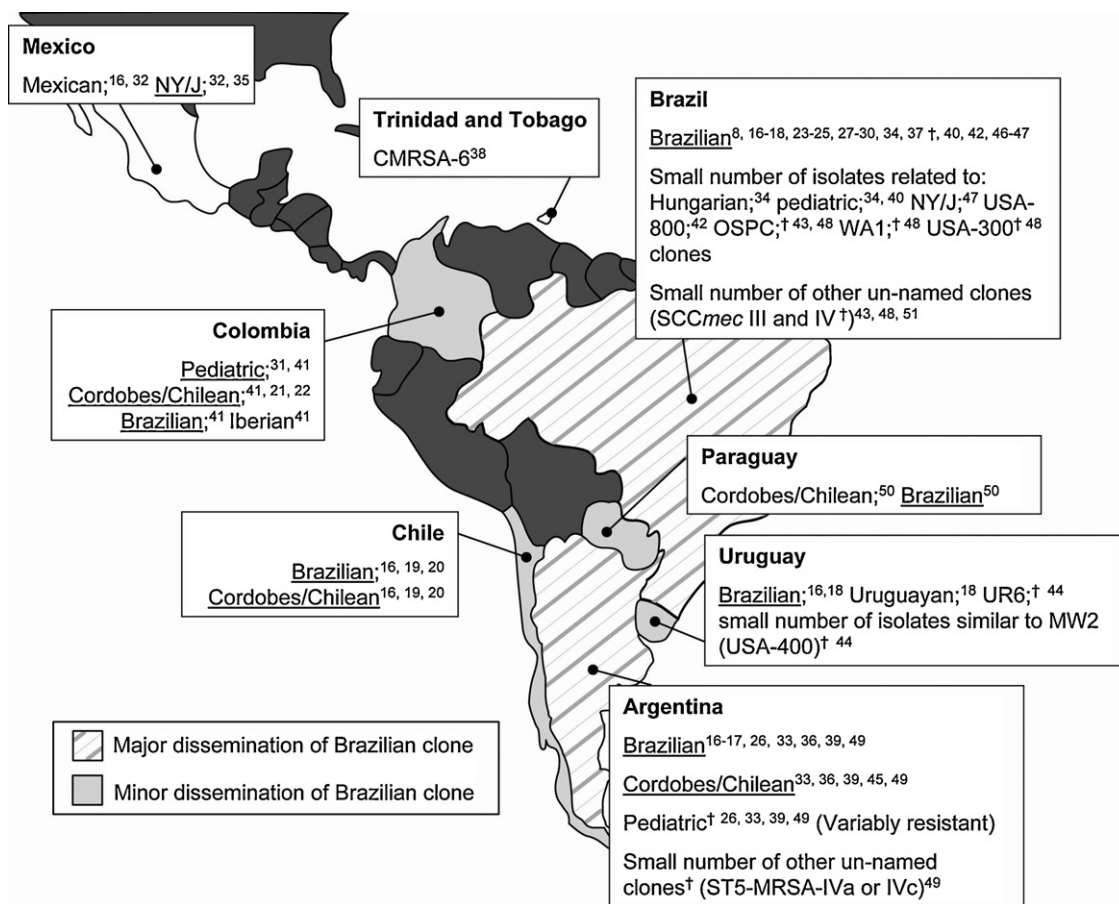 Mexico
Mexican;16, 32 NY/J;32, 35
Trinidad and Tobago
CMRSA-638
Brazil
Brazilian8, 16-18, 23-25, 27-30, 34, 37 †, 40, 42, 46-47
Small number of isolates related to:
Hungarian;34 pediatric;34, 40 NY/J;47 USA-
800;42 OSPC;† 43, 48 WA1;† 48 USA-300† 48
clones
Small number of other un-named clones
(SCCmec III and IV †)43, 48, 51
Colombia
Pediatric;31, 41
Cordobes/Chilean;41, 21, 22
Brazilian;41 Iberian41
Paraguay
Cordobes/Chilean;50 Brazilian50
Chile
Brazilian;16, 19, 20
Cordobes/Chilean16, 19, 20
Uruguay
Brazilian;16,18 Uruguayan;18 UR6;† 44
small number of isolates similar to MW2
(USA-400)† 44
Argentina
Brazilian16-17, 26, 33, 36, 39, 49
Cordobes/Chilean33, 36, 39, 45, 49
Pediatric† 26, 33, 39, 49 (Variably resistant)
Small number of other un-named
clones† (ST5-MRSA-IVa or IVc)49
Major dissemination of Brazilian clone
Minor dissemination of Brazilian clone